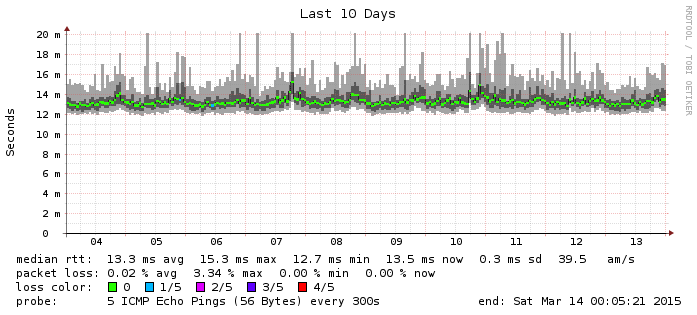 Last 10 Days
RRDTOOL / TOBI OETIKER
Seconds
20 m
18 m
16 m
14 m
12 m
10 m
8 m
6 m
4 m
2 m
0
04 05 06 07 08 09 10 11 12 13
median rtt: 13.3 ms avg 15.3 ms max 12.7 ms min 13.5 ms now 0.3 ms sd 39.5 am/s
packet loss: 0.02 % avg 3.34 % max 0.00 % min 0.00 % now
loss color: 0 1/5 2/5 3/5 4/5
probe: 5 ICMP Echo Pings (56 Bytes) every 300s end: Sat Mar 14 00:05:21 2015